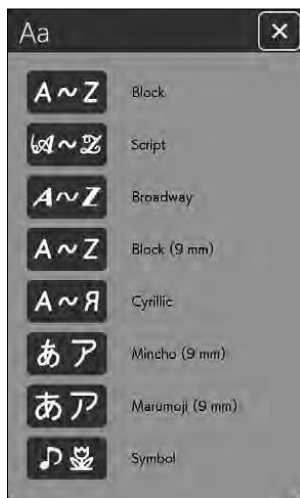 Aa ×
A~Z Block
A~Z Script
A~Z Broadway
A~Z Block (9 mm)
A~Я Cyrillic
あ ア Mincho (9 mm)
あ ア Marumoji (9 mm)
♪ Symbol